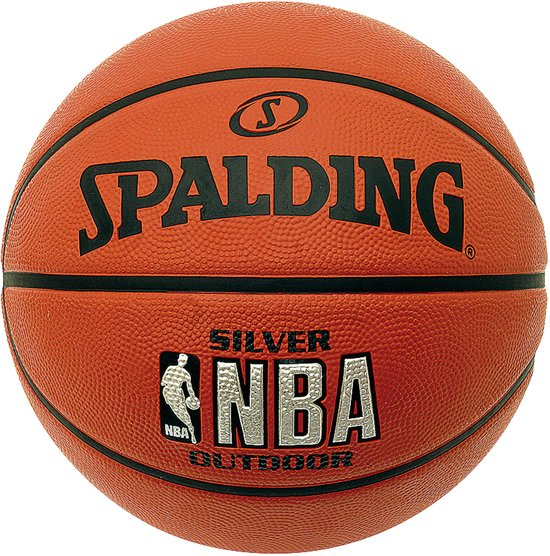 S
SPALDING®
SILVER
NBA NBA
OUTDOOR